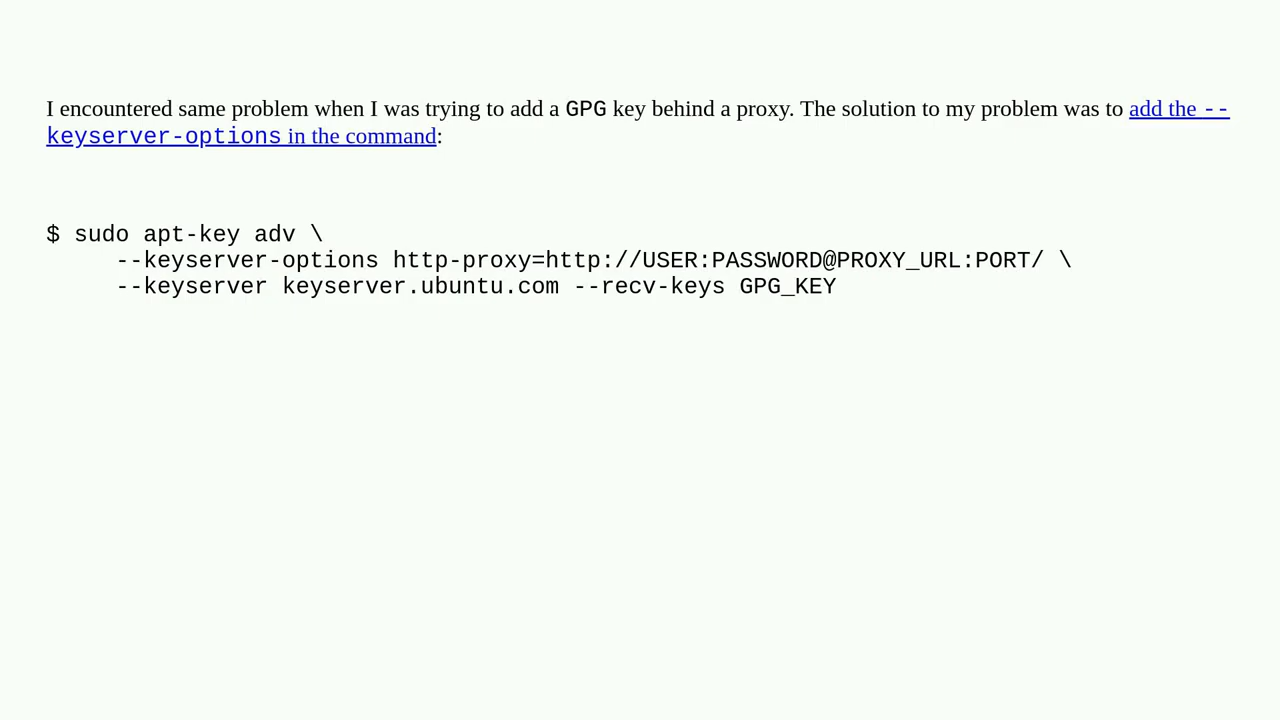 I encountered same problem when I was trying to add a GPG key behind a proxy. The solution to my problem was to add the --
keyserver-options in the command:
$ sudo apt-key adv \
--keyserver-options http-proxy=http://USER:PASSWORD@PROXY_URL:PORT/ \
--keyserver keyserver.ubuntu.com --recv-keys GPG_KEY